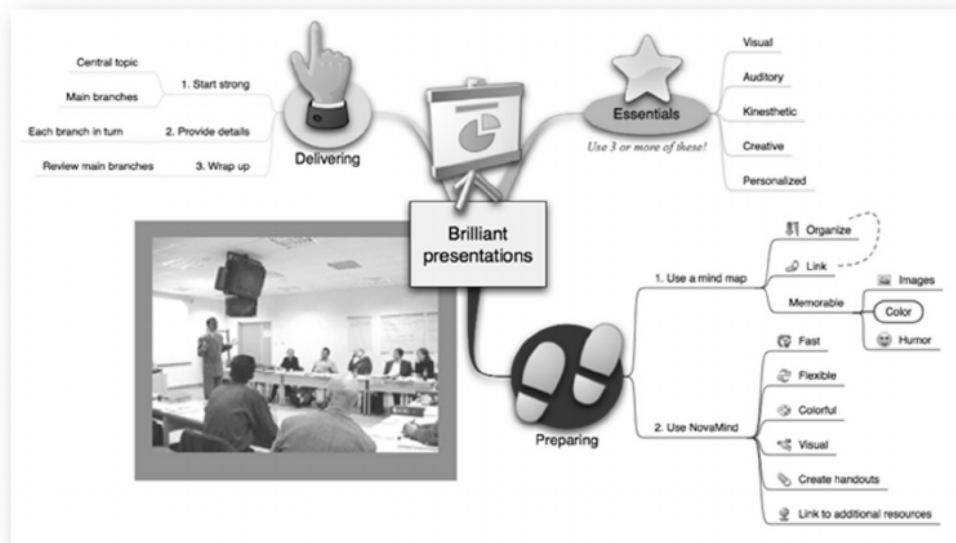 Central topic
Main branches
1. Start strong
Each branch in turn
2. Provide details
Review main branches
3. Wrap up
Delivering
Essentials
Use 3 or more of these!
Visual
Auditory
Kinesthetic
Creative
Personalized
Brilliant
presentations
1. Use a mind map
Organize
Link
Memorable
Images
Color
Humor
Preparing
2. Use NovaMind
Fast
Flexible
Colorful
Visual
Create handouts
Link to additional resources